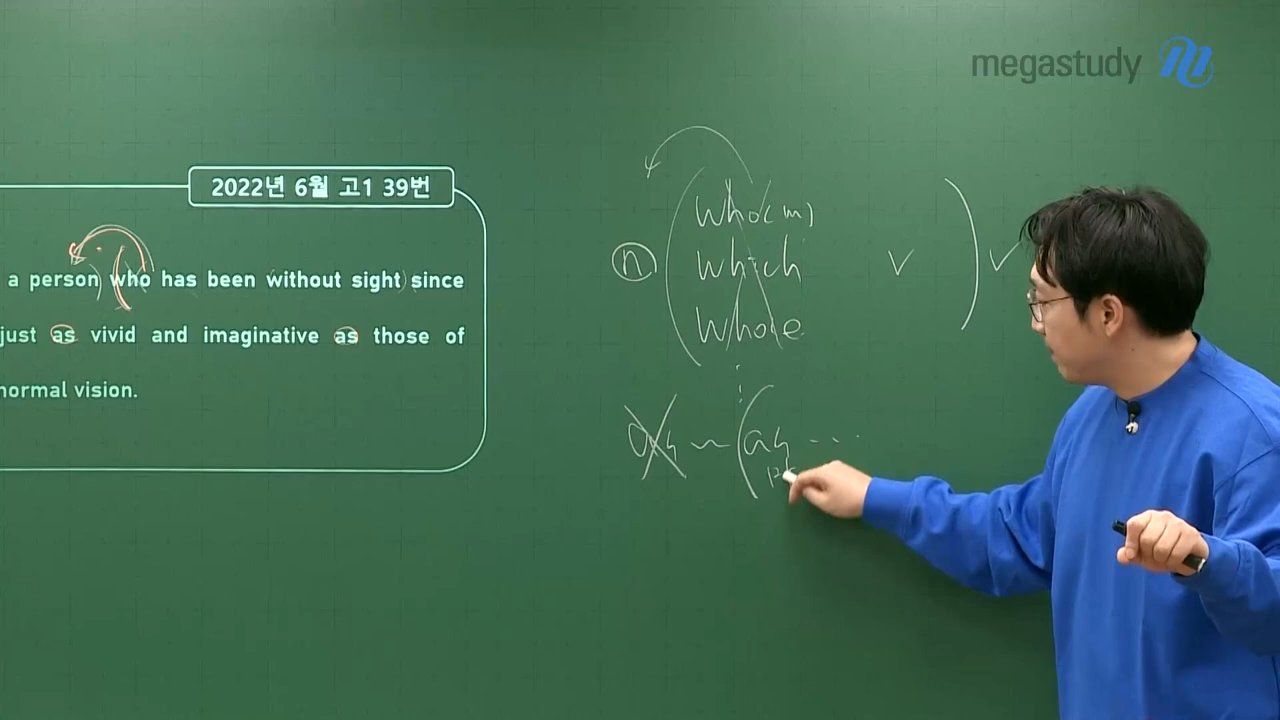 megastudy
2022년 6월 고1 39번
a person who has been without sight since
just as vivid and imaginative as those of
normal vision.
who(m)
n which v v
whose
as ~ (as ...